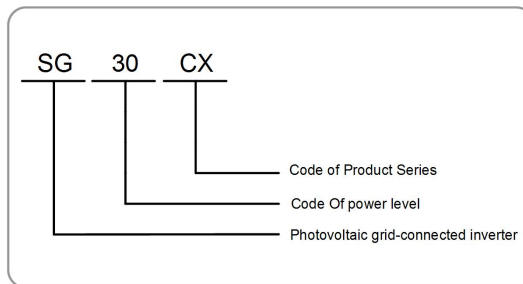 SG 30 CX
Code of Product Series
Code Of power level
Photovoltaic grid-connected inverter